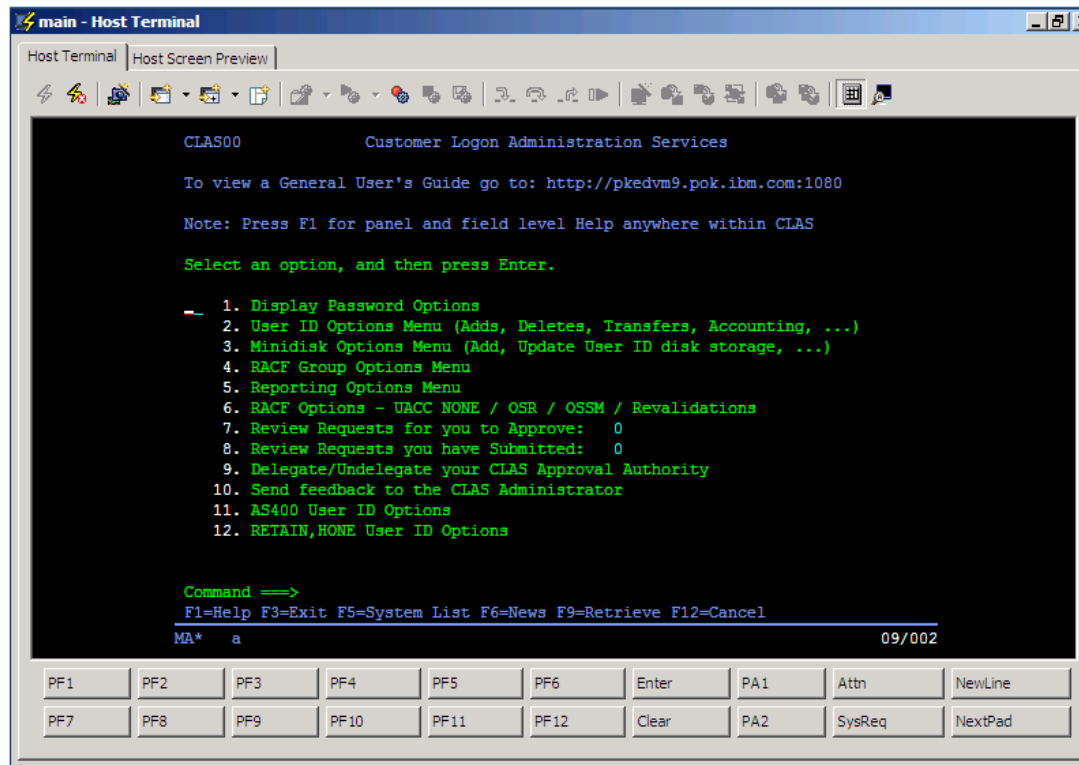 main - Host Terminal
Host Terminal Host Screen Preview
CLAS00 Customer Logon Administration Services
To view a General User's Guide go to: http://pkedvm9.pok.ibm.com:1080
Note: Press F1 for panel and field level Help anywhere within CLAS
Select an option, and then press Enter.
__ 1. Display Password Options
2. User ID Options Menu (Adds, Deletes, Transfers, Accounting, ...)
3. Minidisk Options Menu (Add, Update User ID disk storage, ...)
4. RACF Group Options Menu
5. Reporting Options Menu
6. RACF Options - UACC NONE / OSR / OSSM / Revalidations
7. Review Requests for you to Approve: 0
8. Review Requests you have Submitted: 0
9. Delegate/Undelegate your CLAS Approval Authority
10. Send feedback to the CLAS Administrator
11. AS400 User ID Options
12. RETAIN,HONE User ID Options
Command ===>
F1=Help F3=Exit F5=System List F6=News F9=Retrieve F12=Cancel
MA* a 09/002
PF1 PF2 PF3 PF4 PF5 PF6 Enter PA1 Attn NewLine
PF7 PF8 PF9 PF10 PF11 PF12 Clear PA2 SysReq NextPad